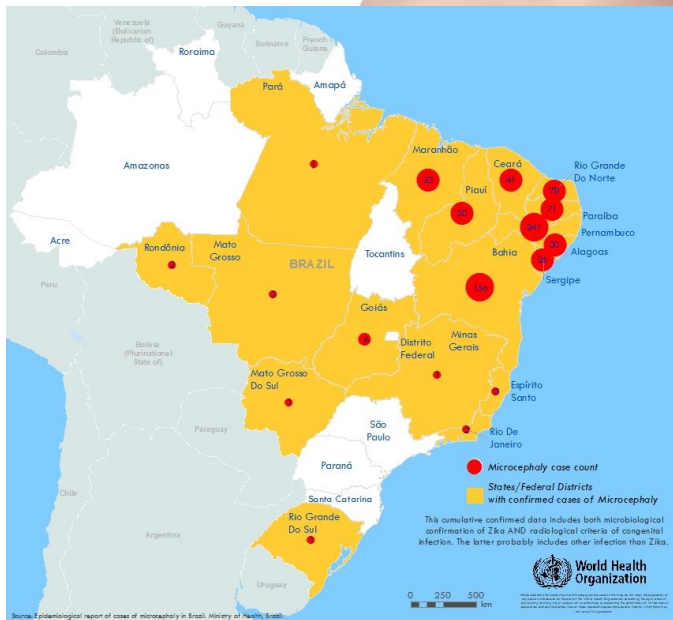 Venezuela
(Bolivarian
Republic of)
Guyana
Suriname
French
Guiana
Colombia
Roraima
Amapá
Pará
Amazonas
Maranhão
Ceará
Rio Grande
Do Norte
32
41
78
Piauí
50
71
Paraíba
241
Pernambuco
Acre
Rondônia
Mato
Grosso
Tocantins
Bahia
30
Alagoas
25
Sergipe
BRAZIL
156
Peru
Goiás
Distrito
Federal
Minas
Gerais
Bolivia
(Plurinational
State of)
Mato Grosso
Do Sul
Espírito
Santo
São
Paulo
Rio De
Janeiro
Paraguay
Paraná
Microcephaly case count
Santa Catarina
States/Federal Districts
with confirmed cases of Microcephaly
Chile
Rio Grande
Do Sul
This cumulative confirmed data includes both microbiological
confirmation of Zika AND radiological criteria of congenital
infection. The latter probably includes other infection than Zika.
Argentina
World Health
Organization
Uruguay
0 250 500
km
Source: Epidemiological report of cases of microcephaly in Brazil. Ministry of Health, Brazil.